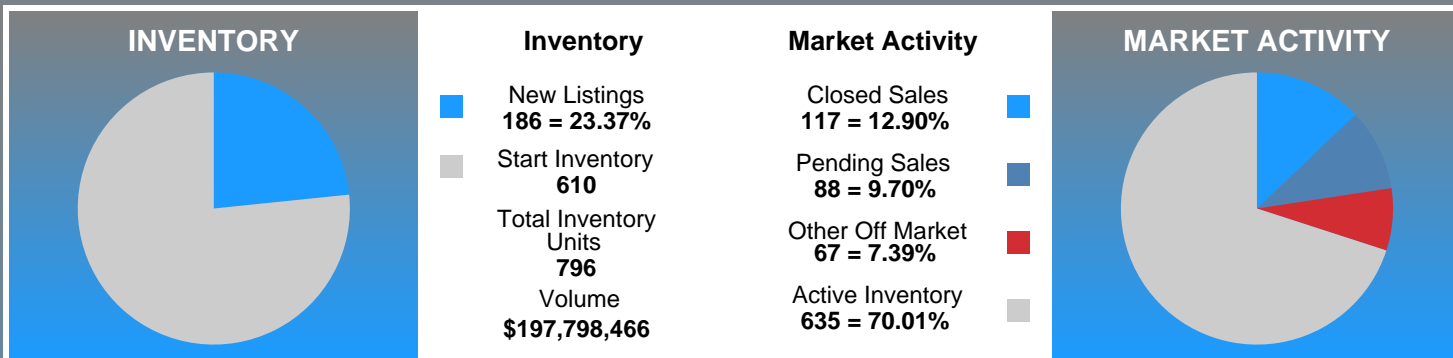 INVENTORY
Inventory
New Listings
186 = 23.37%
Start Inventory
610
Total Inventory
Units
796
Volume
$197,798,466
Market Activity
Closed Sales
117 = 12.90%
Pending Sales
88 = 9.70%
Other Off Market
67 = 7.39%
Active Inventory
635 = 70.01%
MARKET ACTIVITY